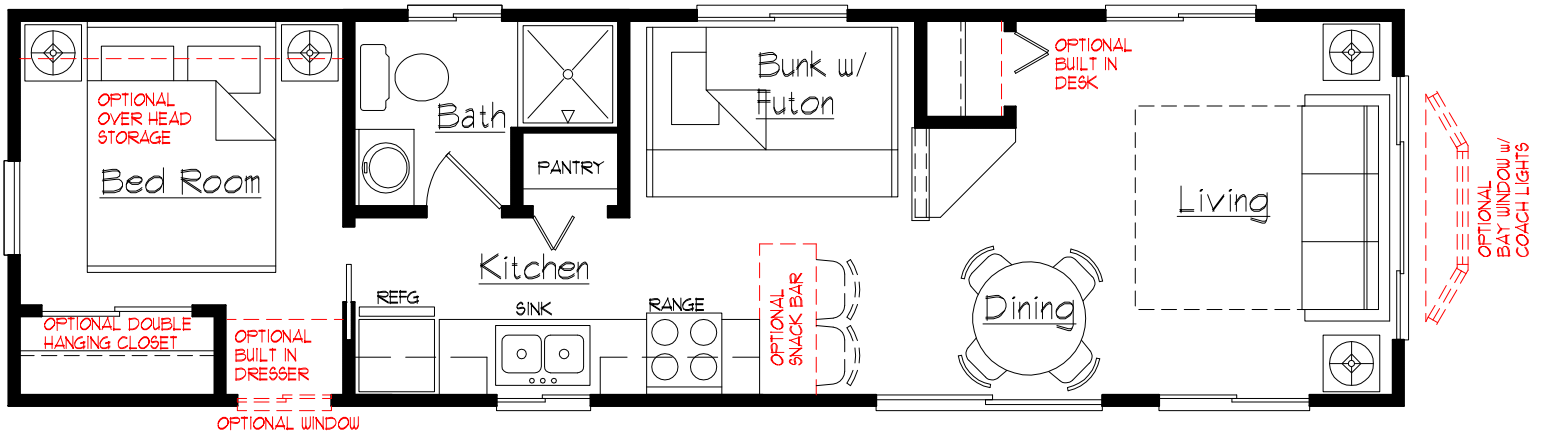 OPTIONAL
OVER HEAD
STORAGE
Bed Room
OPTIONAL DOUBLE
HANGING CLOSET
OPTIONAL
BUILT IN
DRESSER
OPTIONAL WINDOW
Bath
PANTRY
Kitchen
REFG
SINK
RANGE
OPTIONAL
SNACK BAR
Bunk w/
Futon
OPTIONAL
BUILT IN
DESK
Dining
Living
OPTIONAL
BAY WINDOW w/
COACH LIGHTS